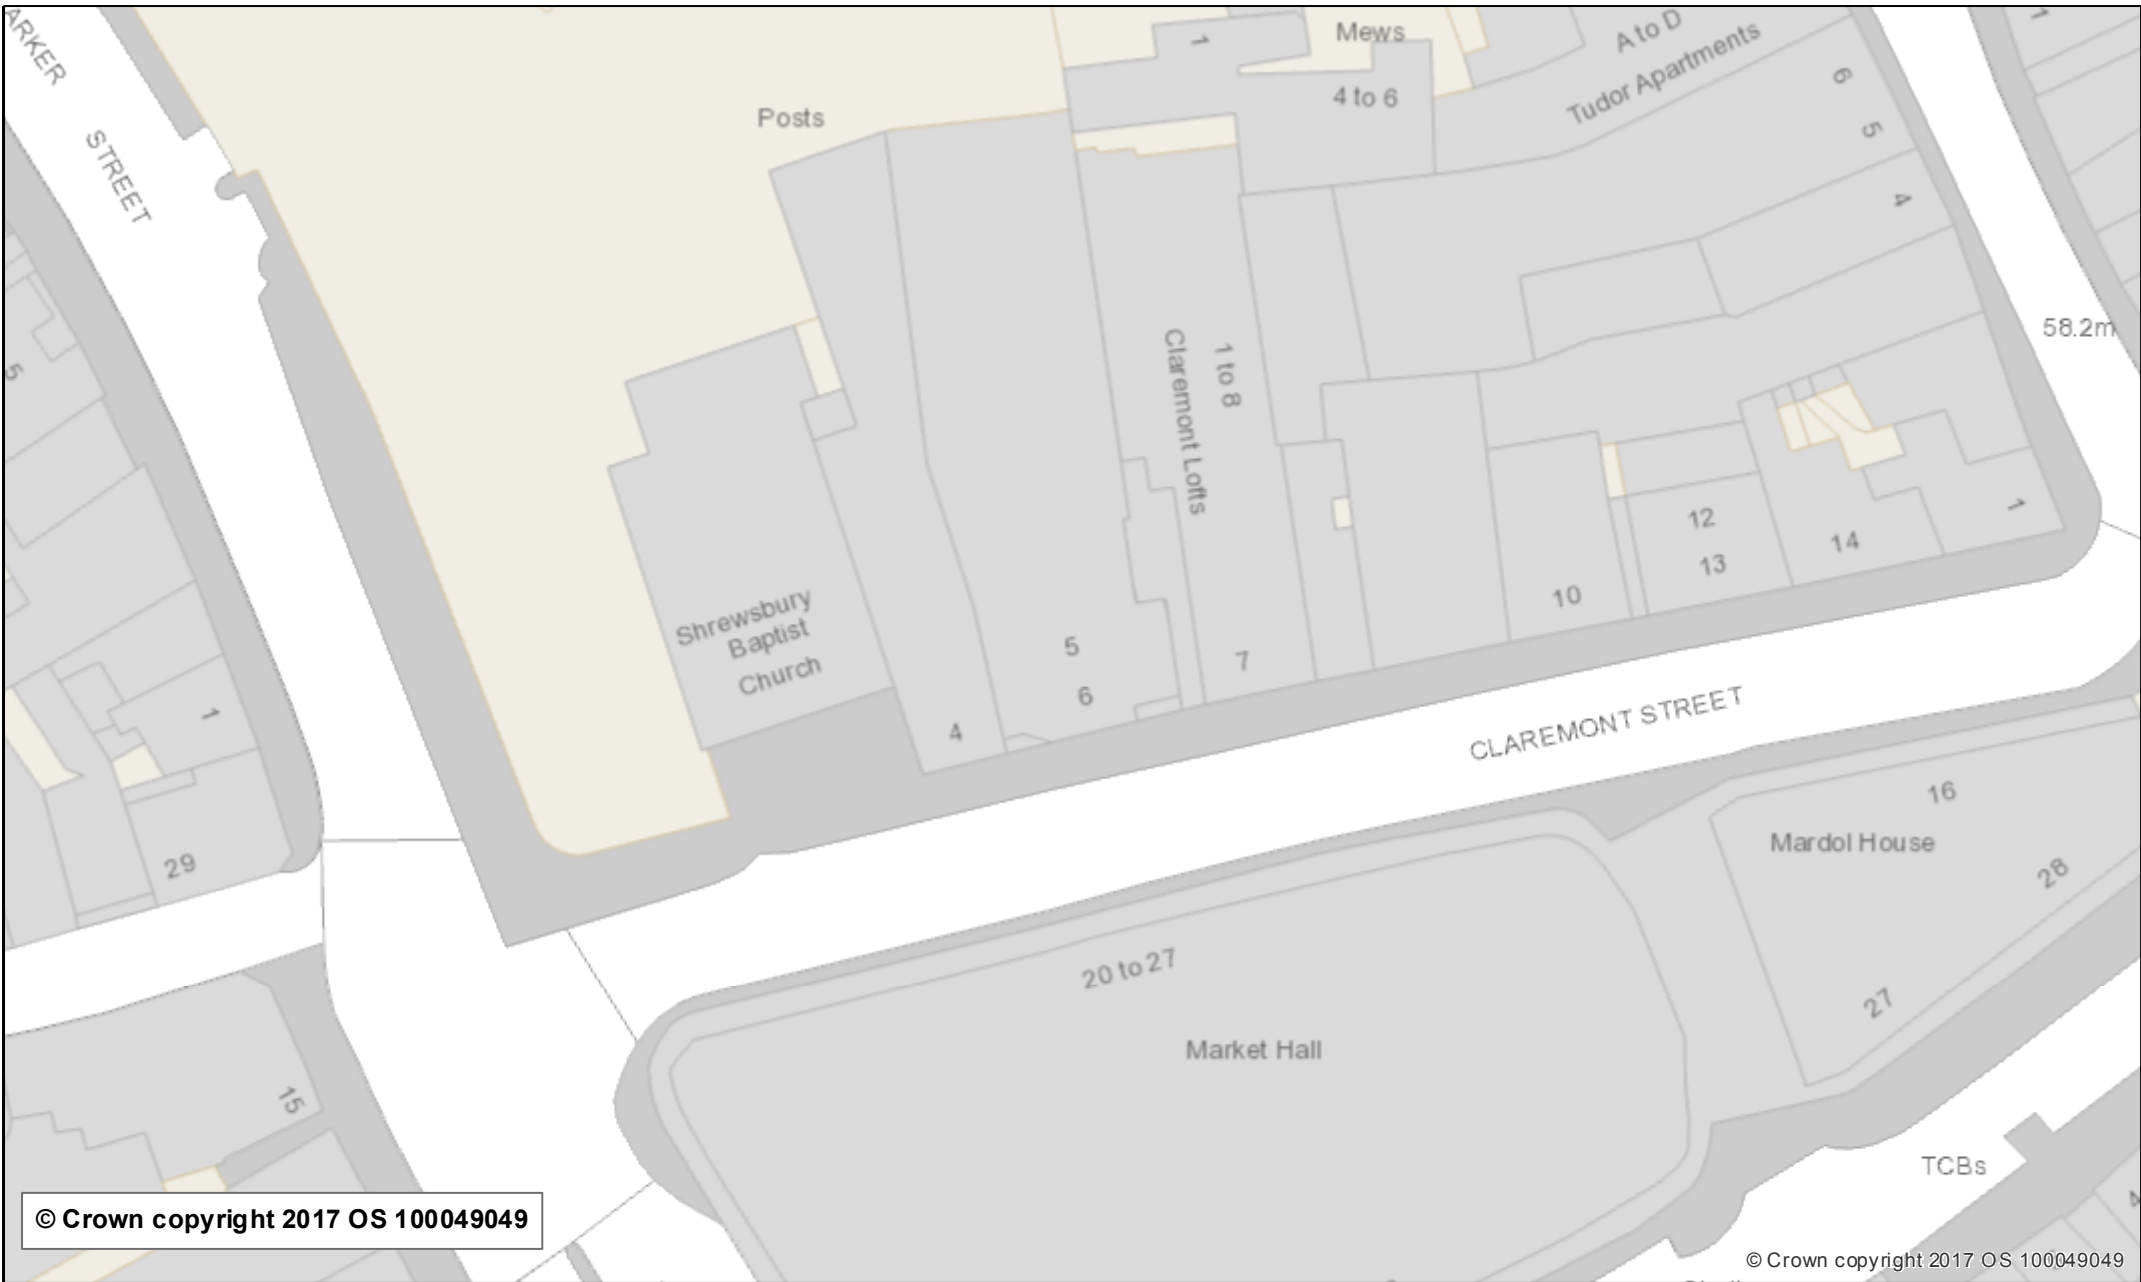 ARKER
STREET
Posts
1
Mews
4 to 6
A to D
Tudor Apartments
6
5
4
1
58.2m
5
Claremont Lofts
1 to 8
Shrewsbury
Baptist
Church
4
5
6
7
10
12
13
14
1
1
29
CLAREMONT STREET
16
Mardol House
28
27
20 to 27
Market Hall
15
TCBs
4
© Crown copyright 2017 OS 100049049
© Crown copyright 2017 OS 100049049